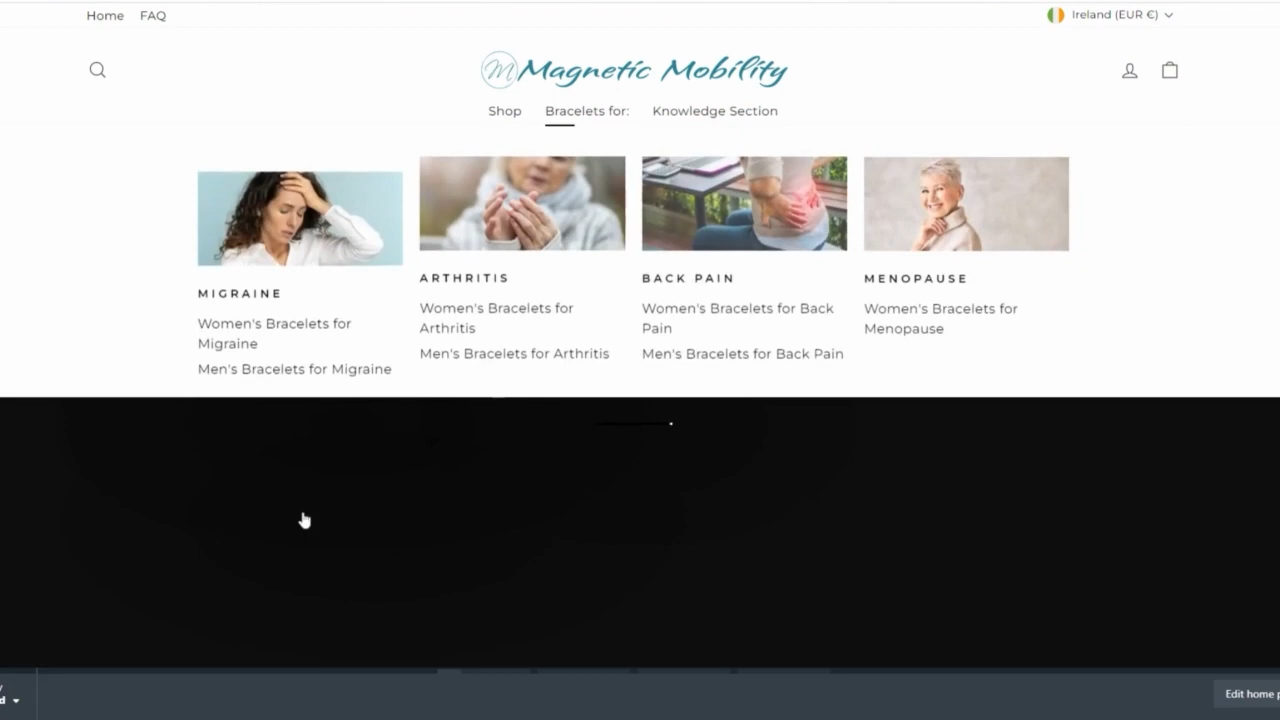 Home FAQ
Ireland (EUR €)
M Magnetic Mobility
Shop Bracelets for: Knowledge Section
MIGRAINE
Women's Bracelets for
Migraine
Men's Bracelets for Migraine
ARTHRITIS
Women's Bracelets for
Arthritis
Men's Bracelets for Arthritis
BACK PAIN
Women's Bracelets for Back
Pain
Men's Bracelets for Back Pain
MENOPAUSE
Women's Bracelets for
Menopause
Edit home